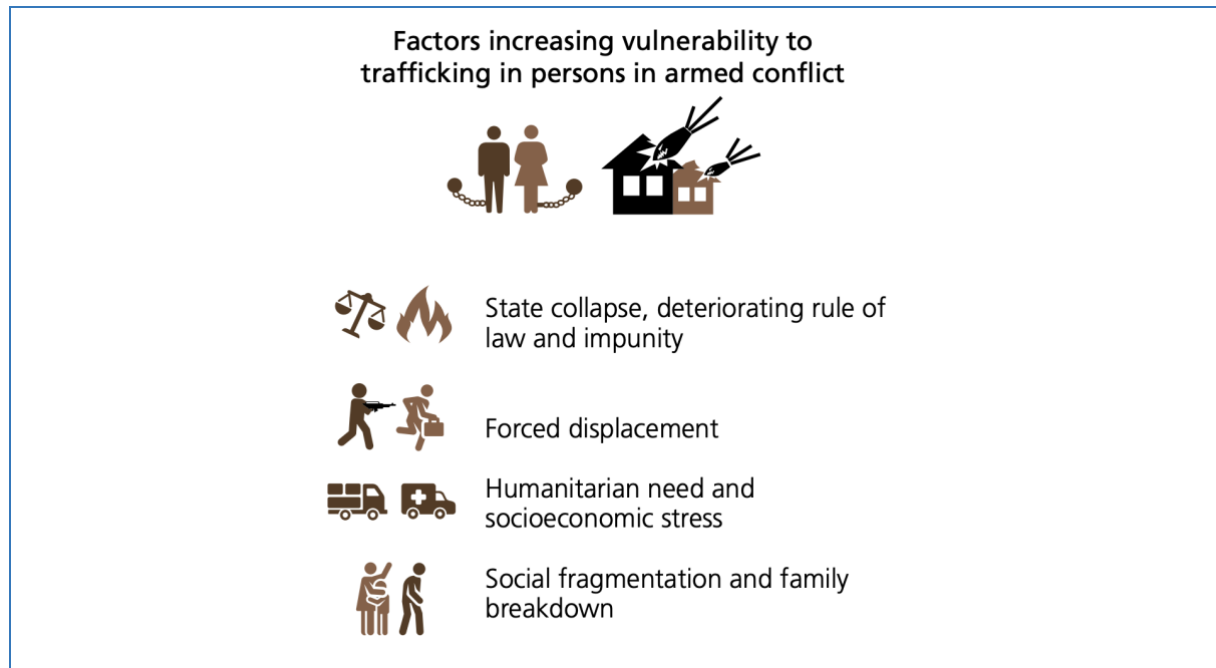 Factors increasing vulnerability to
trafficking in persons in armed conflict
State collapse, deteriorating rule of
law and impunity
Forced displacement
Humanitarian need and
socioeconomic stress
Social fragmentation and family
breakdown